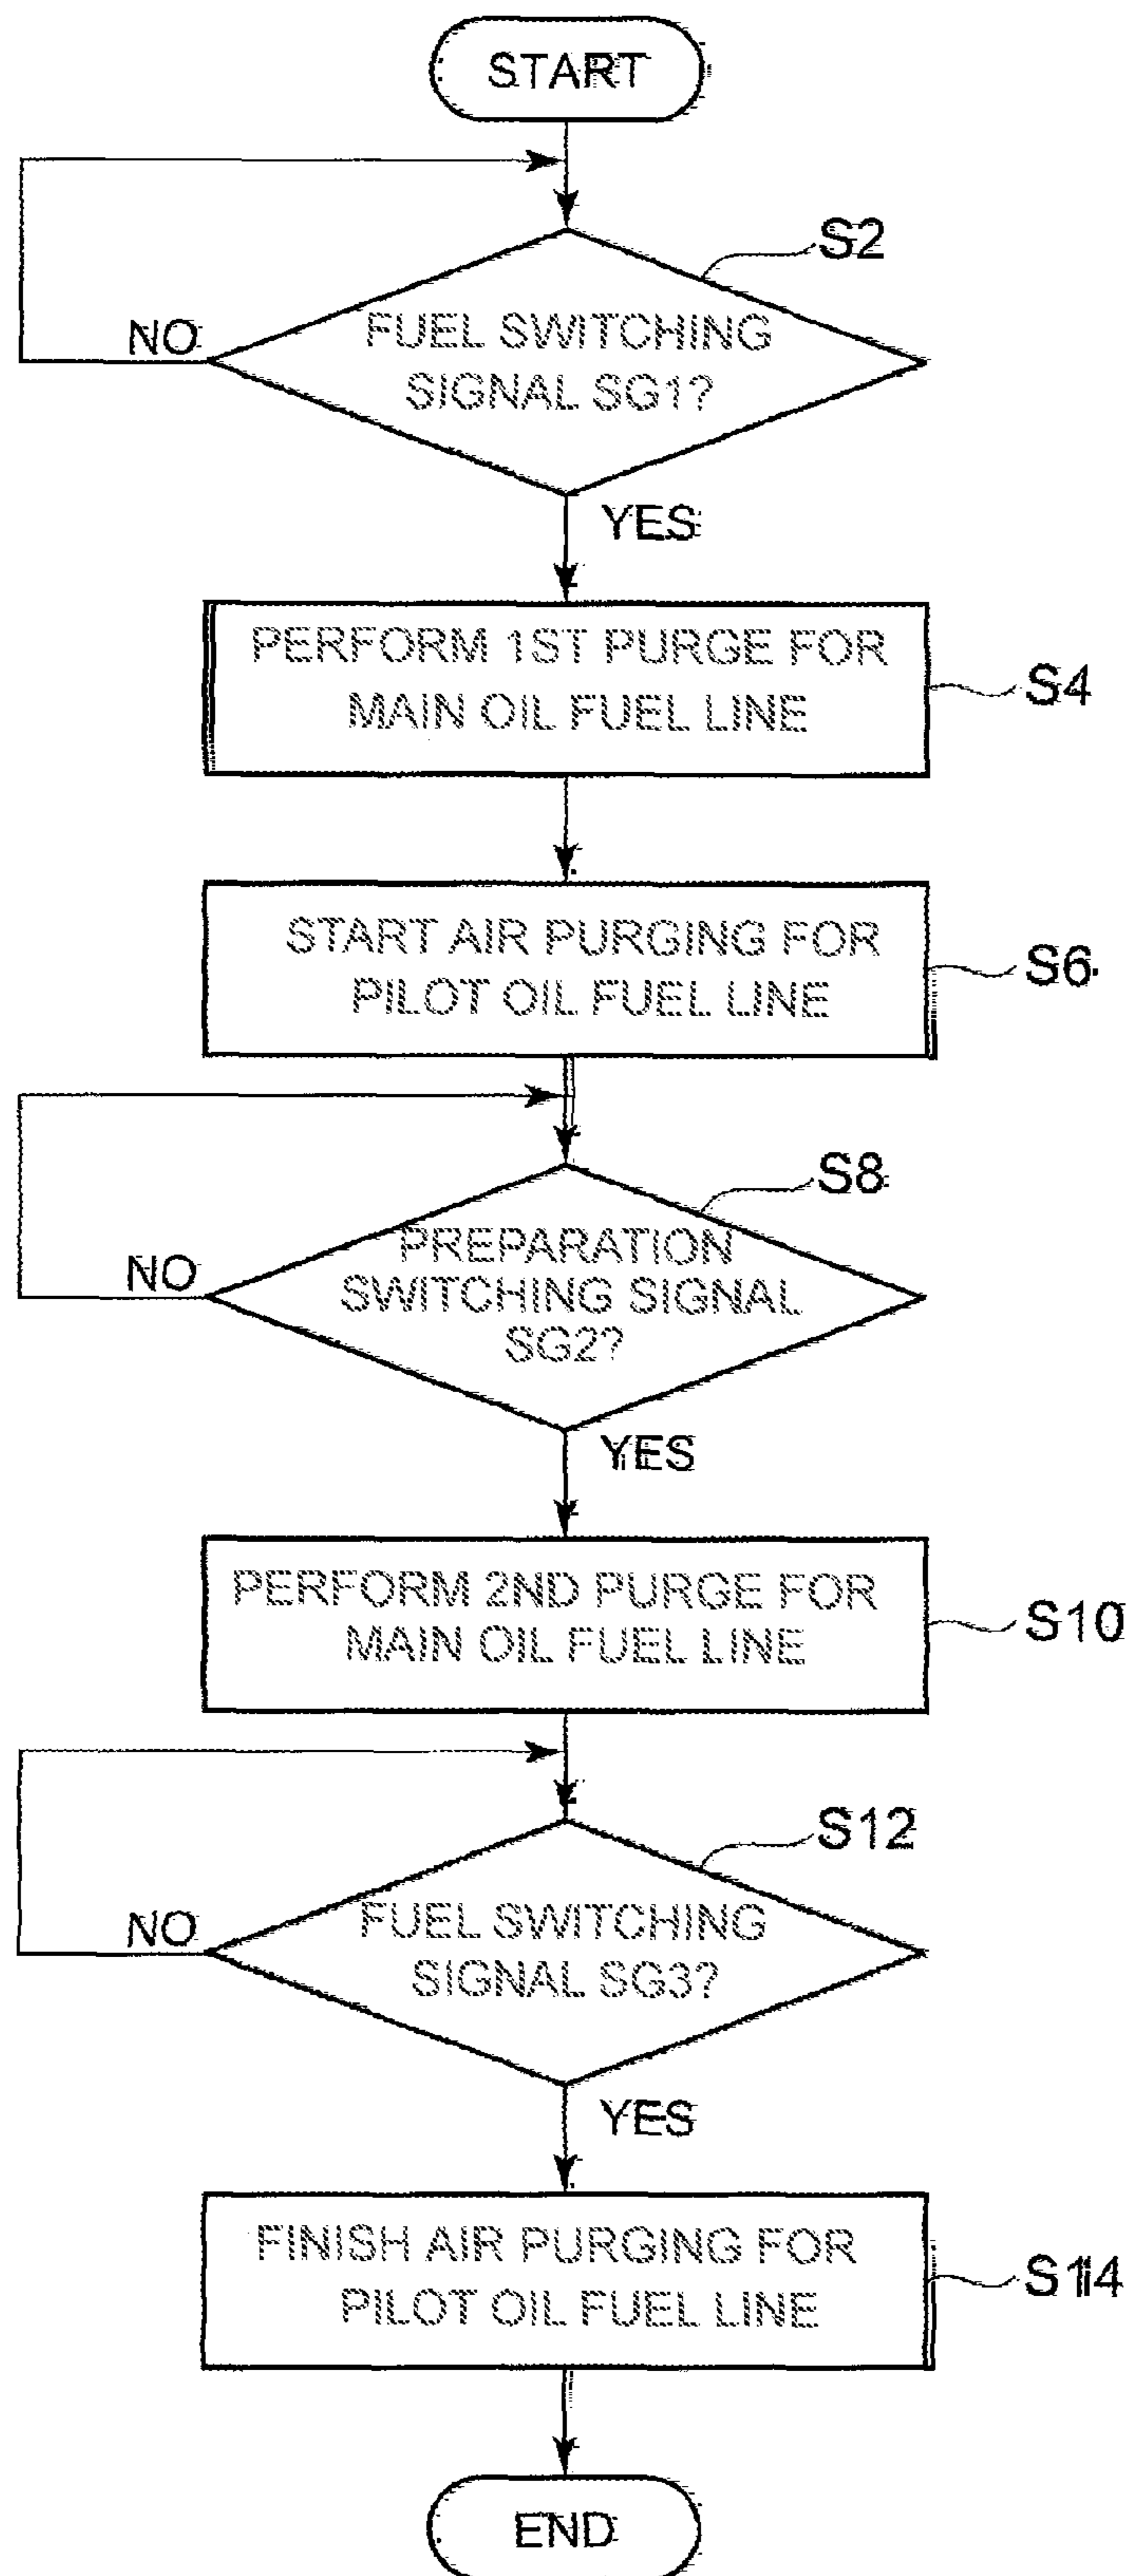 START
S2
NO
FUEL SWITCHING
SIGNAL SG1?
YES
PERFORM 1ST PURGE FOR
MAIN OIL FUEL LINE
S4
START AIR PURGING FOR
PILOT OIL FUEL LINE
S6
S8
NO
PREPARATION
SWITCHING SIGNAL
SG2?
YES
PERFORM 2ND PURGE FOR
MAIN OIL FUEL LINE
S10
S12
NO
FUEL SWITCHING
SIGNAL SG3?
YES
FINISH AIR PURGING FOR
PILOT OIL FUEL LINE
S14
END